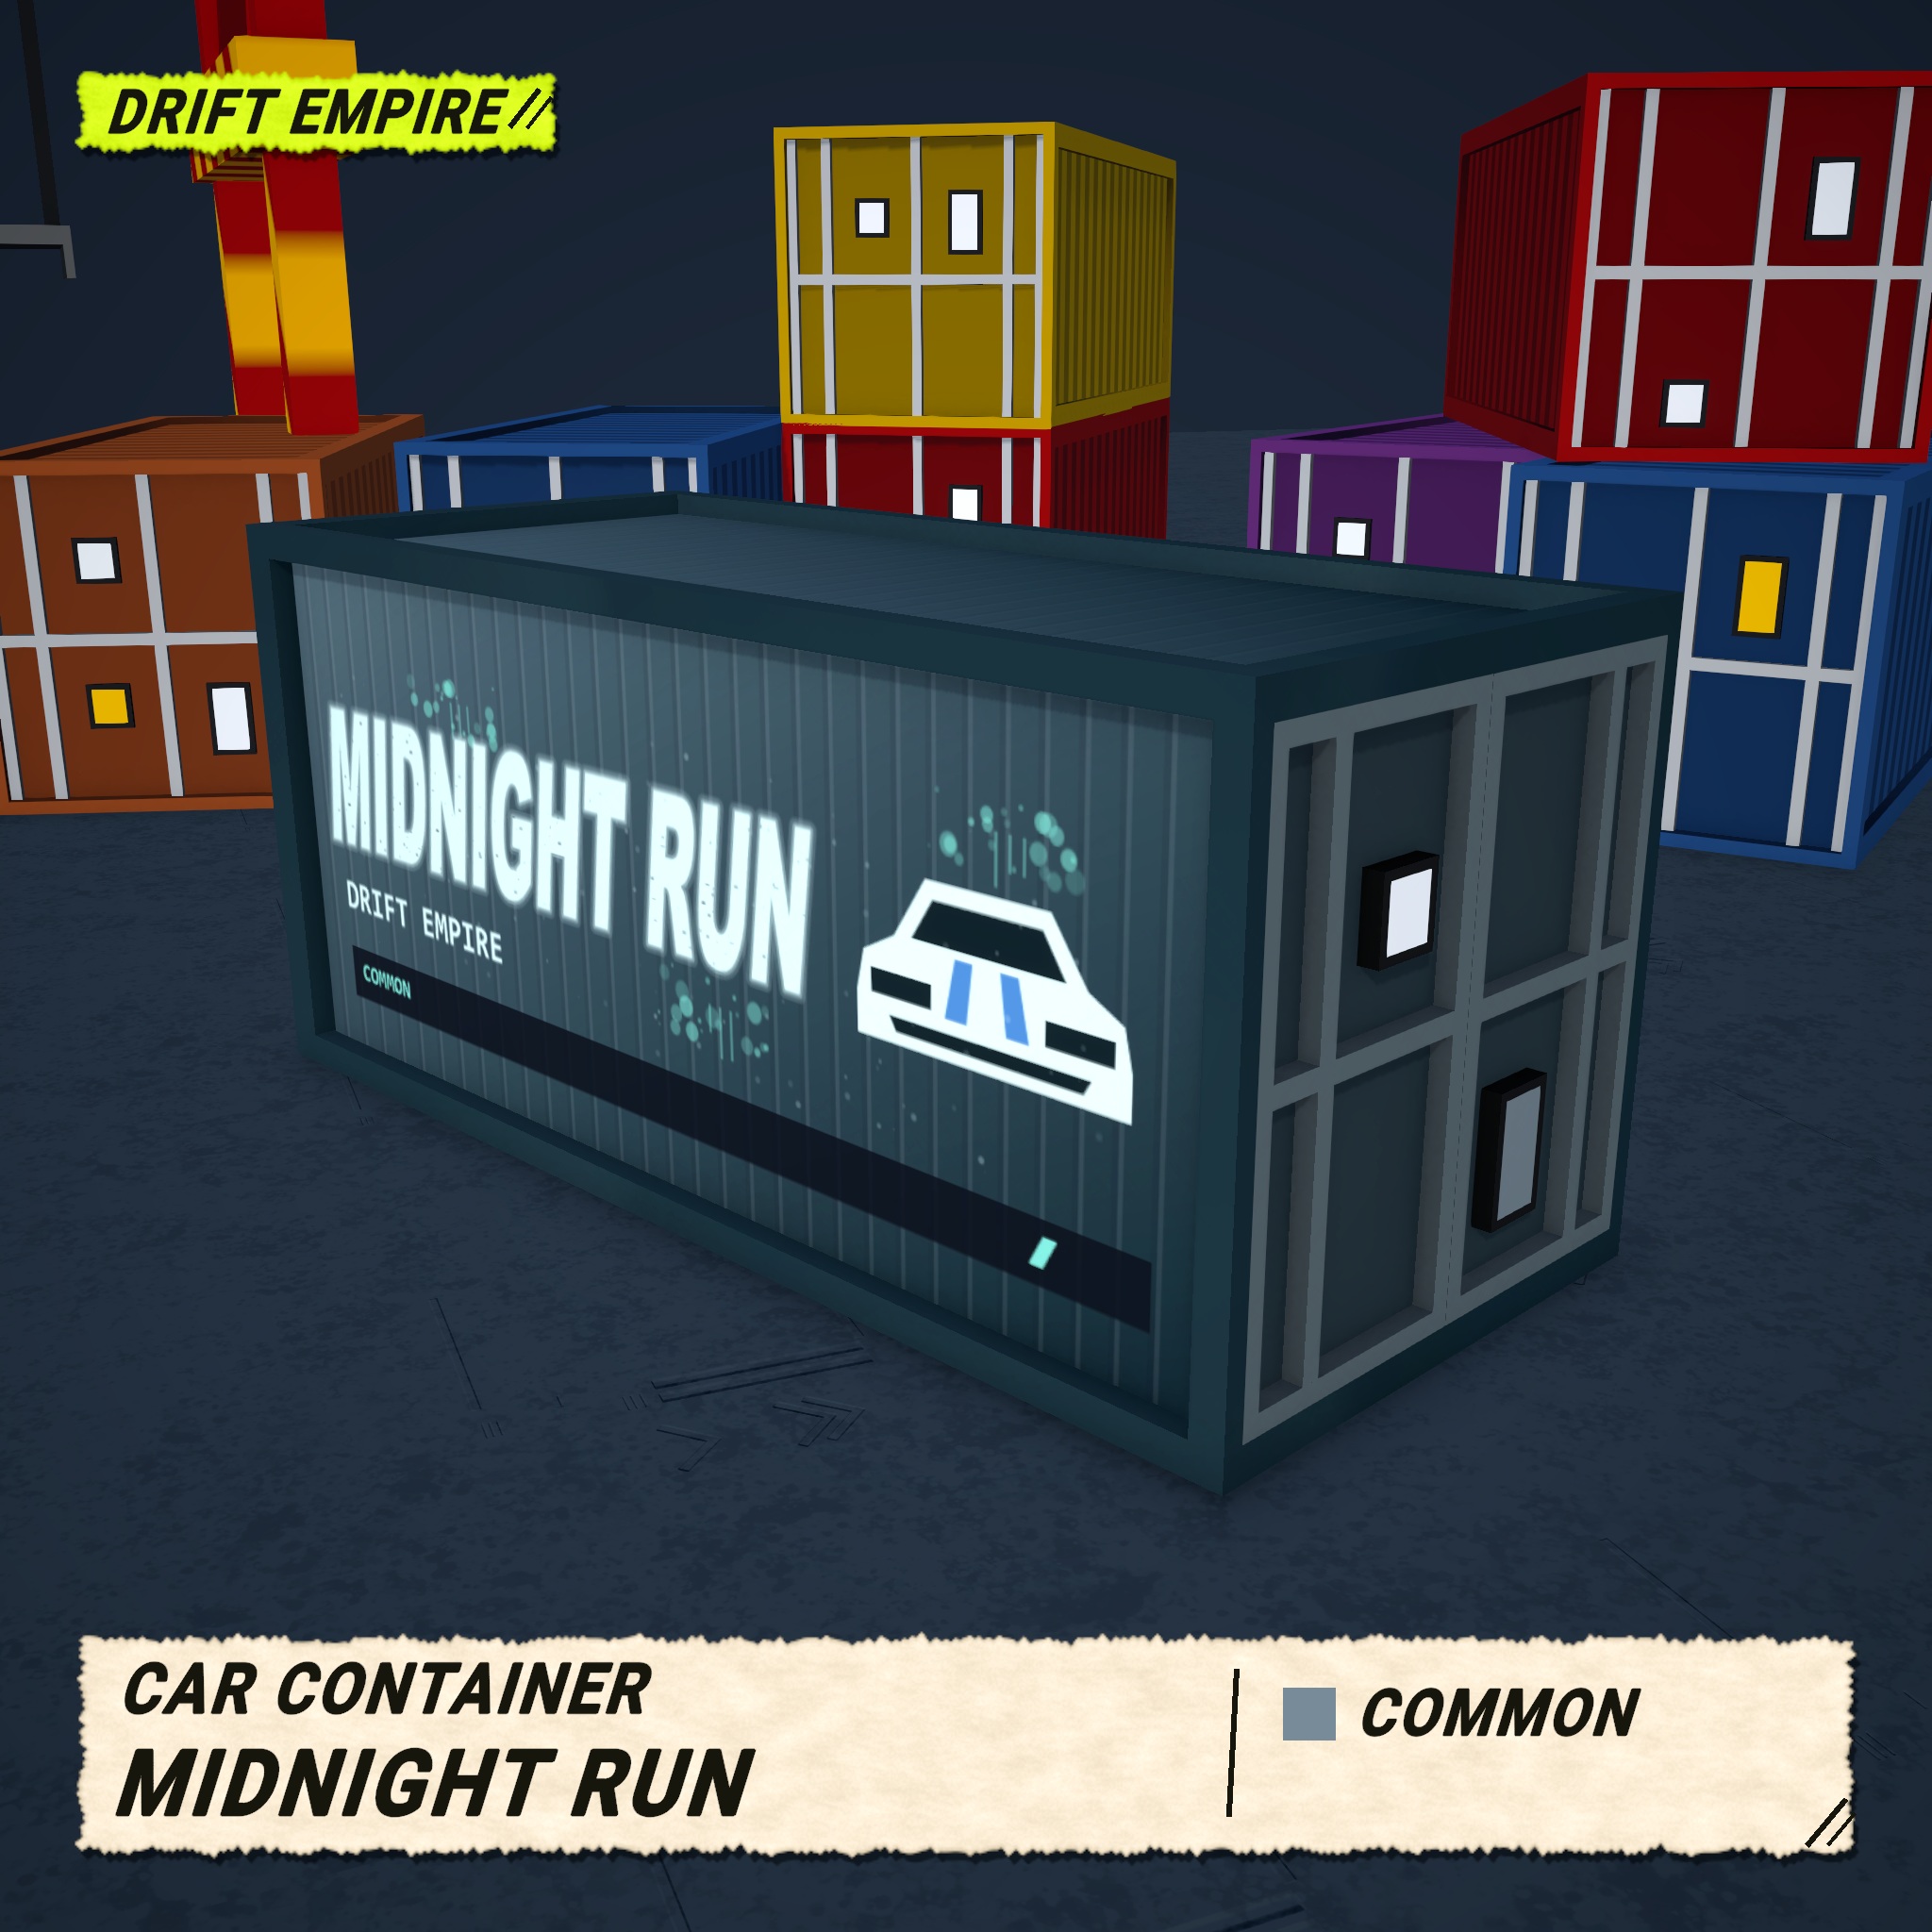 DRIFT EMPIRE//
MIDNIGHT RUN
DRIFT EMPIRE
COMMON
CAR CONTAINER
MIDNIGHT RUN
COMMON